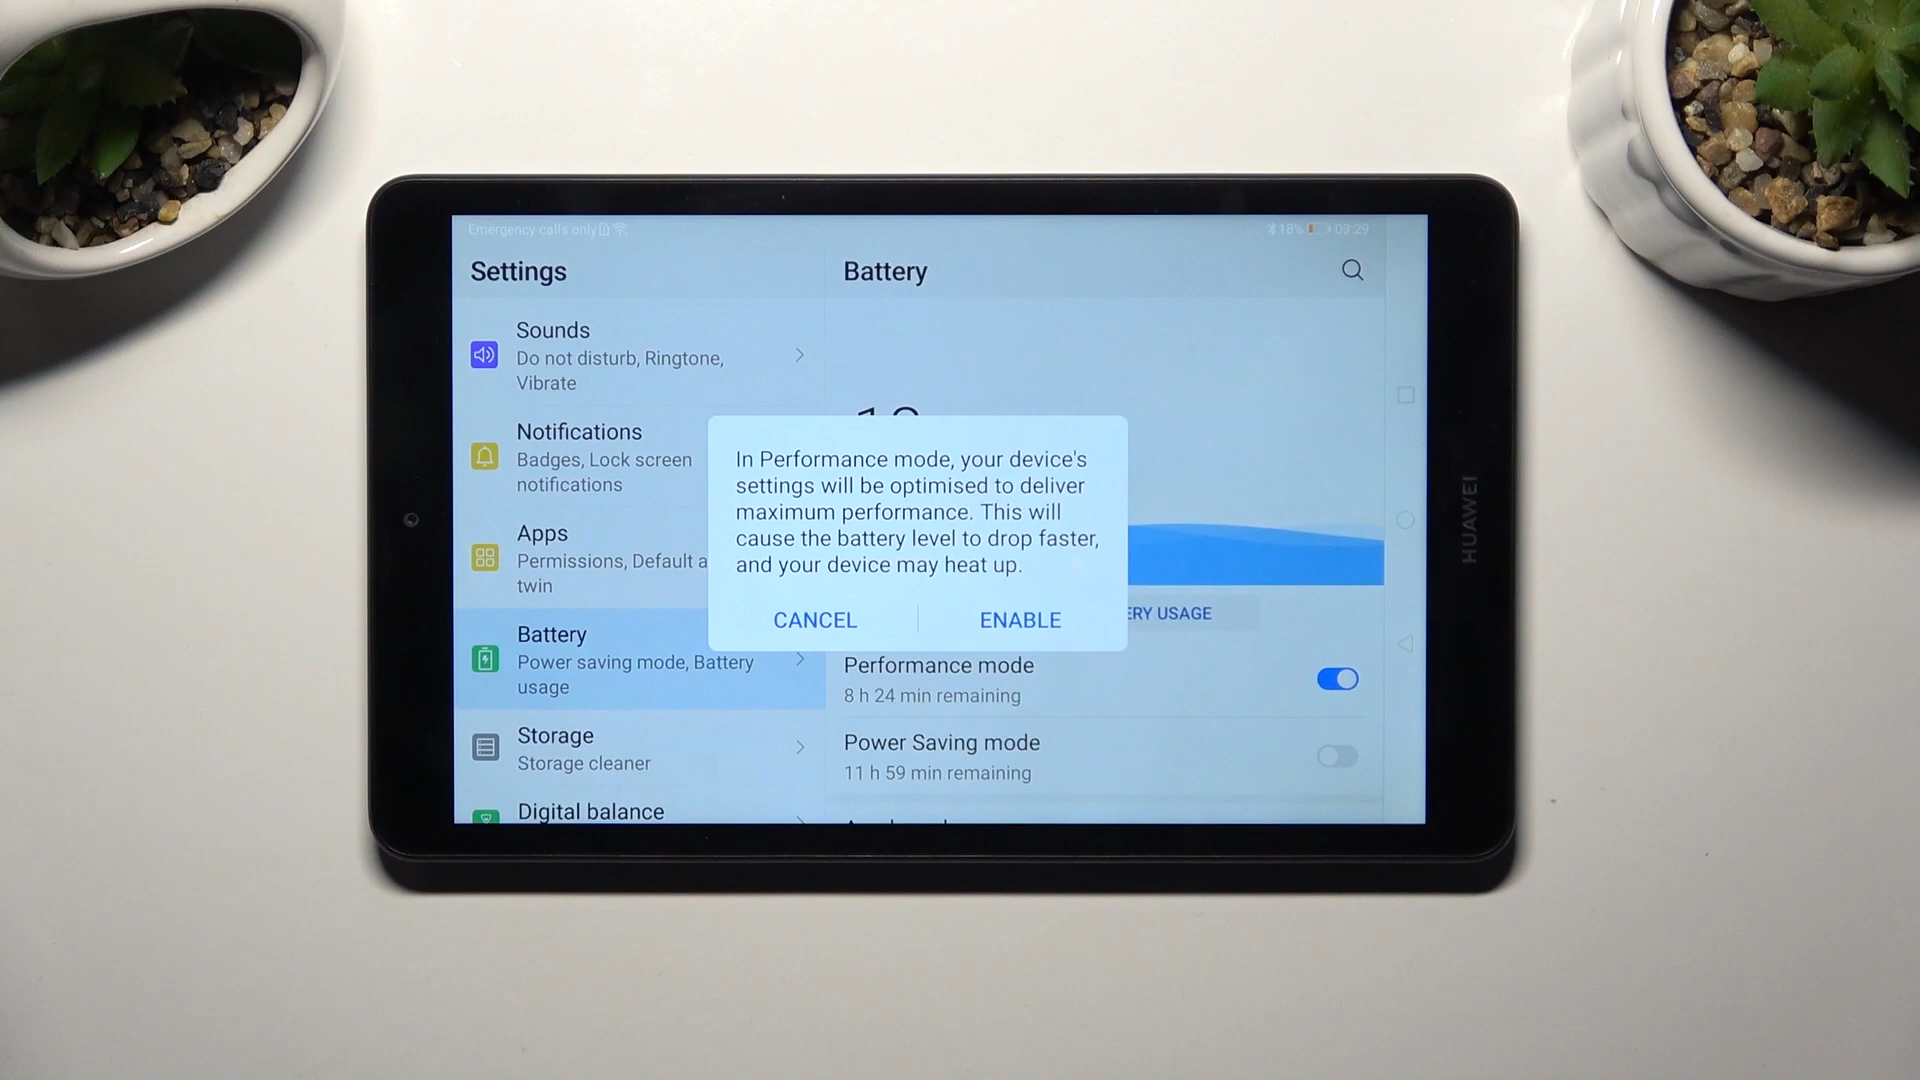 Emergency calls only
18%
03:29
Settings
Battery
Sounds
Do not disturb, Ringtone,
Vibrate
Notifications
Badges, Lock screen
notifications
Apps
Permissions, Default a
twin
Battery
Power saving mode, Battery
usage
Storage
Storage cleaner
Digital balance
In Performance mode, your device's
settings will be optimised to deliver
maximum performance. This will
cause the battery level to drop faster,
and your device may heat up.
CANCEL
ENABLE
ERY USAGE
Performance mode
8 h 24 min remaining
Power Saving mode
11 h 59 min remaining
HUAWEI